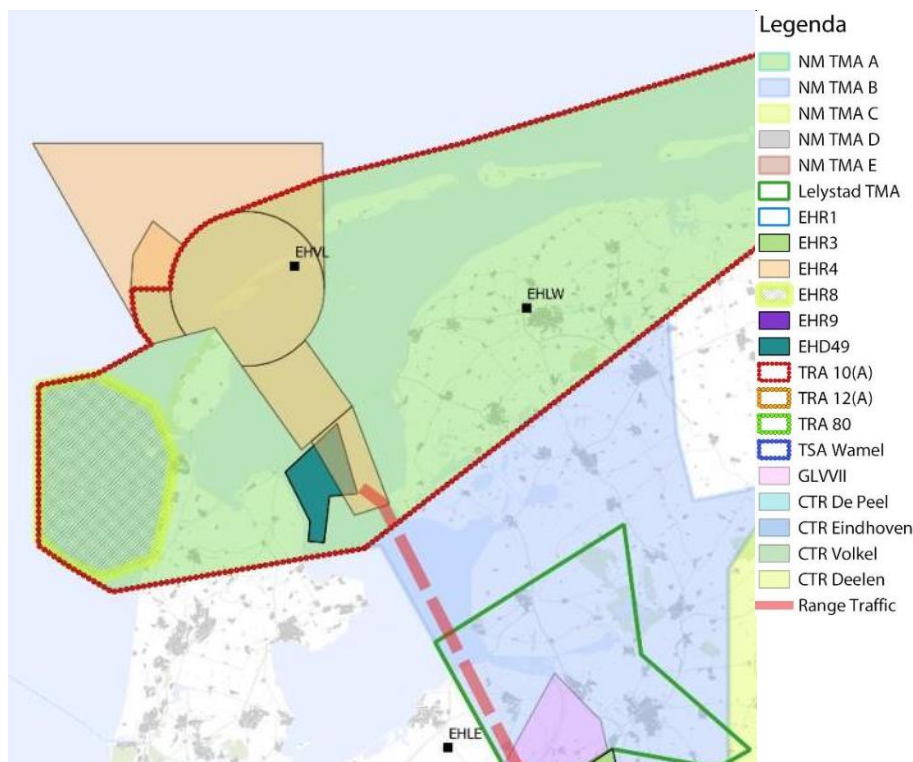 Legenda
NM TMA A
NM TMA B
NM TMA C
NM TMA D
NM TMA E
Lelystad TMA
EHR1
EHR3
EHR4
EHR8
EHR9
EHD49
TRA 10(A)
TRA 12(A)
TRA 80
TSA Wamel
GLVVII
CTR De Peel
CTR Eindhoven
CTR Volkel
CTR Deelen
Range Traffic
EHVL
EHLW
EHLE